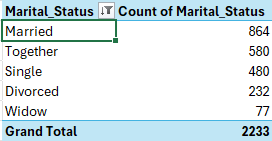 Marital_Status Count of Marital_Status
Married 864
Together 580
Single 480
Divorced 232
Widow 77
Grand Total 2233